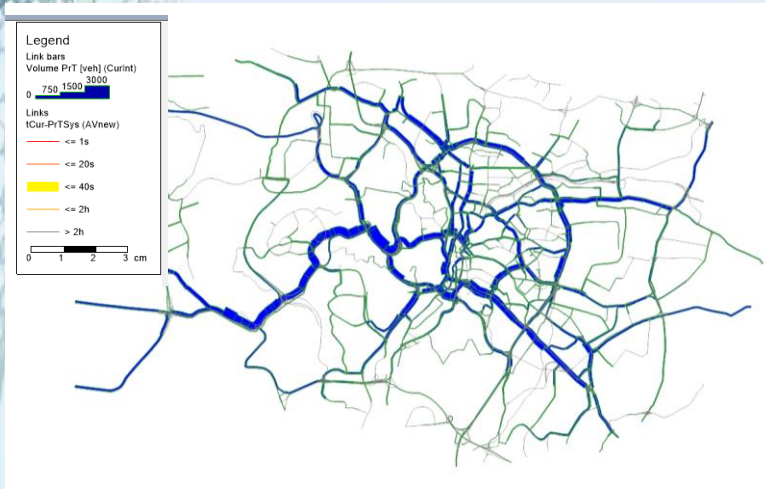 Legend
Link bars
Volume PrT [veh] (CurInt)
0 750 1500 3000
Links
tCur-PrTSys (AVnew)
<= 1s
<= 20s
<= 40s
<= 2h
> 2h
0 1 2 3 cm